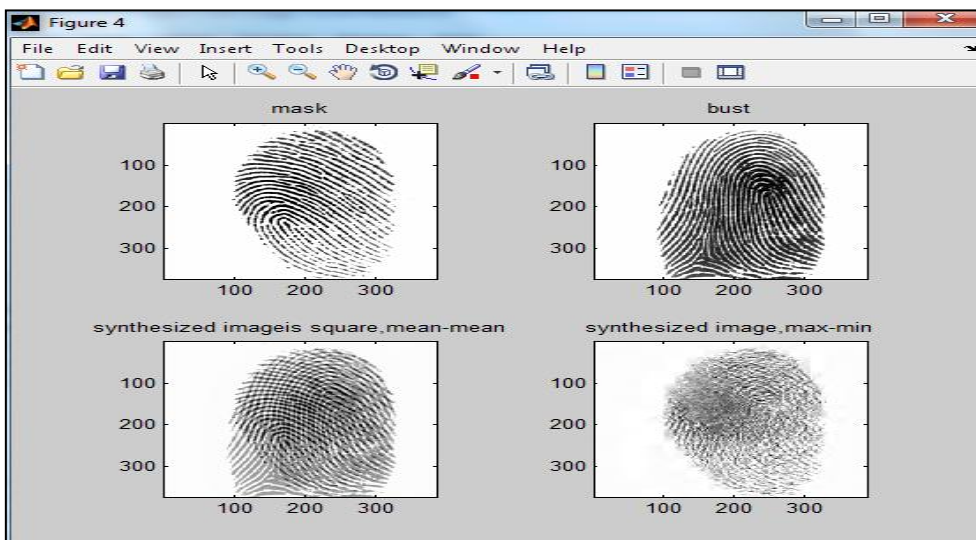 Figure 4
File Edit View Insert Tools Desktop Window Help
mask
100
200
300
100 200 300
bust
100
200
300
100 200 300
synthesized imageis square,mean-mean
100
200
300
100 200 300
synthesized image,max-min
100
200
300
100 200 300